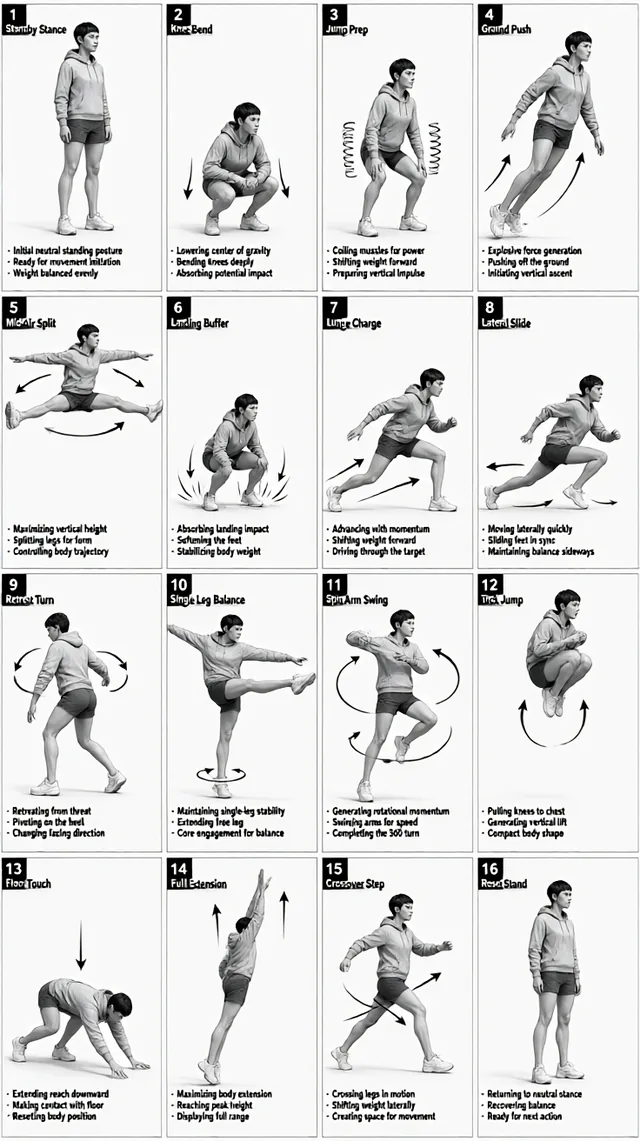 1
Standby Stance
· Initial neutral standing posture
· Ready for movement initiation
· Weight balanced evenly
2
Knee Bend
· Lowering center of gravity
· Bending knees deeply
· Absorbing potential impact
3
Jump Prep
· Coiling muscles for power
· Shifting weight forward
· Preparing vertical impulse
4
Ground Push
· Explosive force generation
· Pushing off the ground
· Initiating vertical ascent
5
Mid-Air Split
· Maximizing vertical height
· Splitting legs for form
· Controlling body trajectory
6
Landing Buffer
· Absorbing landing impact
· Softening the feet
· Stabilizing body weight
7
Lunge Charge
· Advancing with momentum
· Shifting weight forward
· Driving through the target
8
Lateral Slide
· Moving laterally quickly
· Sliding feet in sync
· Maintaining balance sideways
9
Retreat Turn
· Retreating from threat
· Pivoting on the heel
· Changing facing direction
10
Single Leg Balance
· Maintaining single-leg stability
· Extending free leg
· Core engagement for balance
11
Spin Arm Swing
· Generating rotational momentum
· Swinging arms for speed
· Completing the 360 turn
12
Tuck Jump
· Pulling knees to chest
· Generating vertical lift
· Compact body shape
13
Floor Touch
· Extending reach downward
· Making contact with floor
· Resetting body position
14
Full Extension
· Maximizing body extension
· Reaching peak height
· Displaying full range
15
Crossover Step
· Crossing legs in motion
· Shifting weight laterally
· Creating space for movement
16
Reset Stand
· Returning to neutral stance
· Recovering balance
· Ready for next action